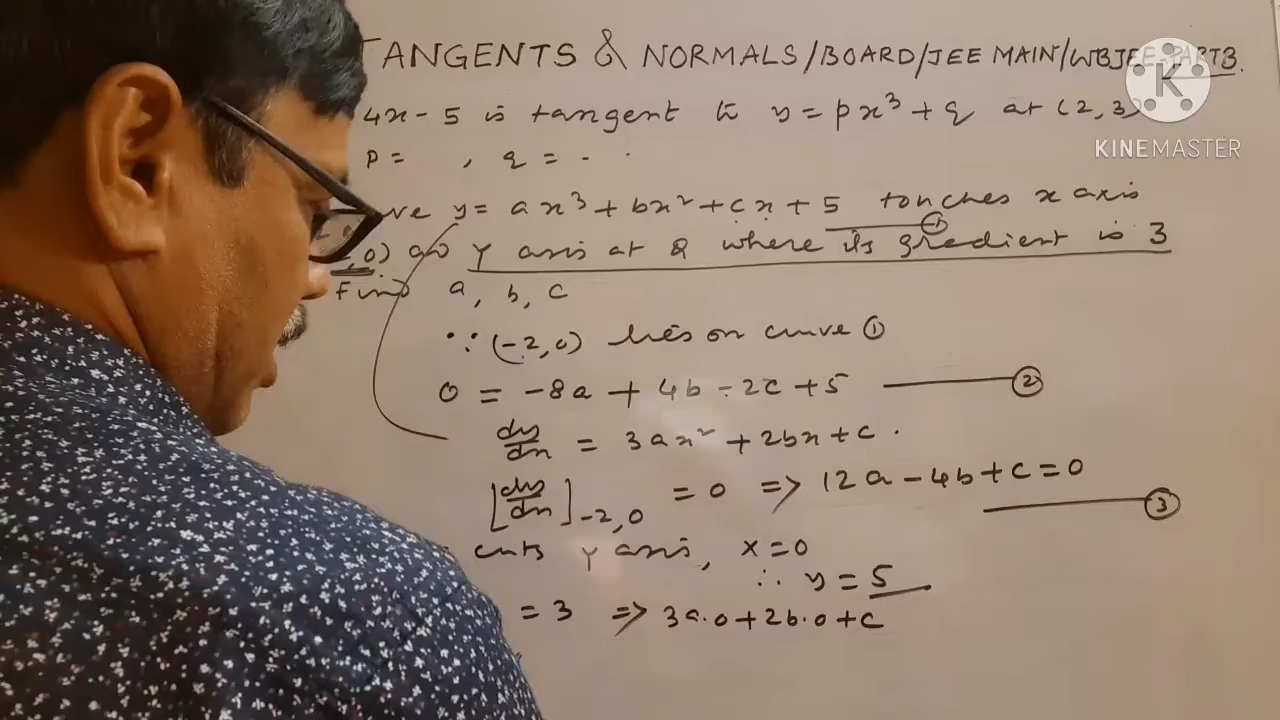 TANGENTS & NORMALS/BOARD/JEE MAIN/WBJEE-PART3.
4x-5 is tangent to y=px³+q at (2,3)
KINEMASTER
P= , q = - .
y= ax³+bx²+cx+5 touches x axis
,0) Y axis at Q where its gradient is 3
Find a, b, c
∵ (-2,0) lies on curve ①
0 = -8a + 4b - 2c + 5 ②
dy/dx = 3ax² + 2bx + c .
[dy/dx]-2,0 = 0 => 12a - 4b + c = 0
③
cuts Y axis, x=0
∴ y = 5
= 3 => 3a.0+2b.0+c